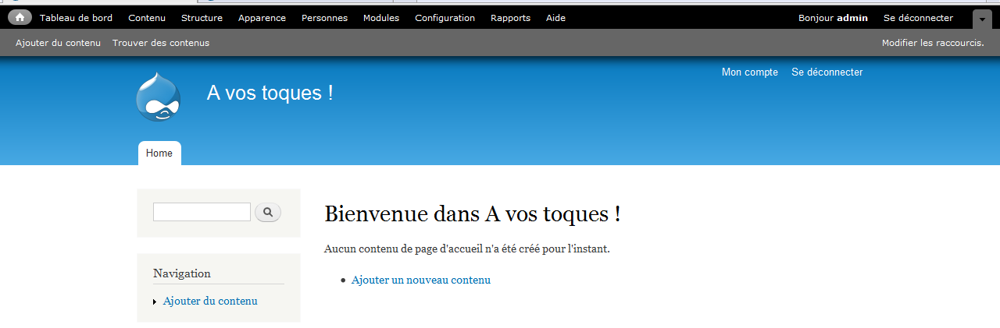 Tableau de bord Contenu Structure Apparence Personnes Modules Configuration Rapports Aide Bonjour admin Se déconnecter
Ajouter du contenu Trouver des contenus Modifier les raccourcis.
Mon compte Se déconnecter
A vos toques !
Home
Bienvenue dans A vos toques !
Aucun contenu de page d'accueil n'a été créé pour l'instant.
Ajouter un nouveau contenu
Navigation
Ajouter du contenu